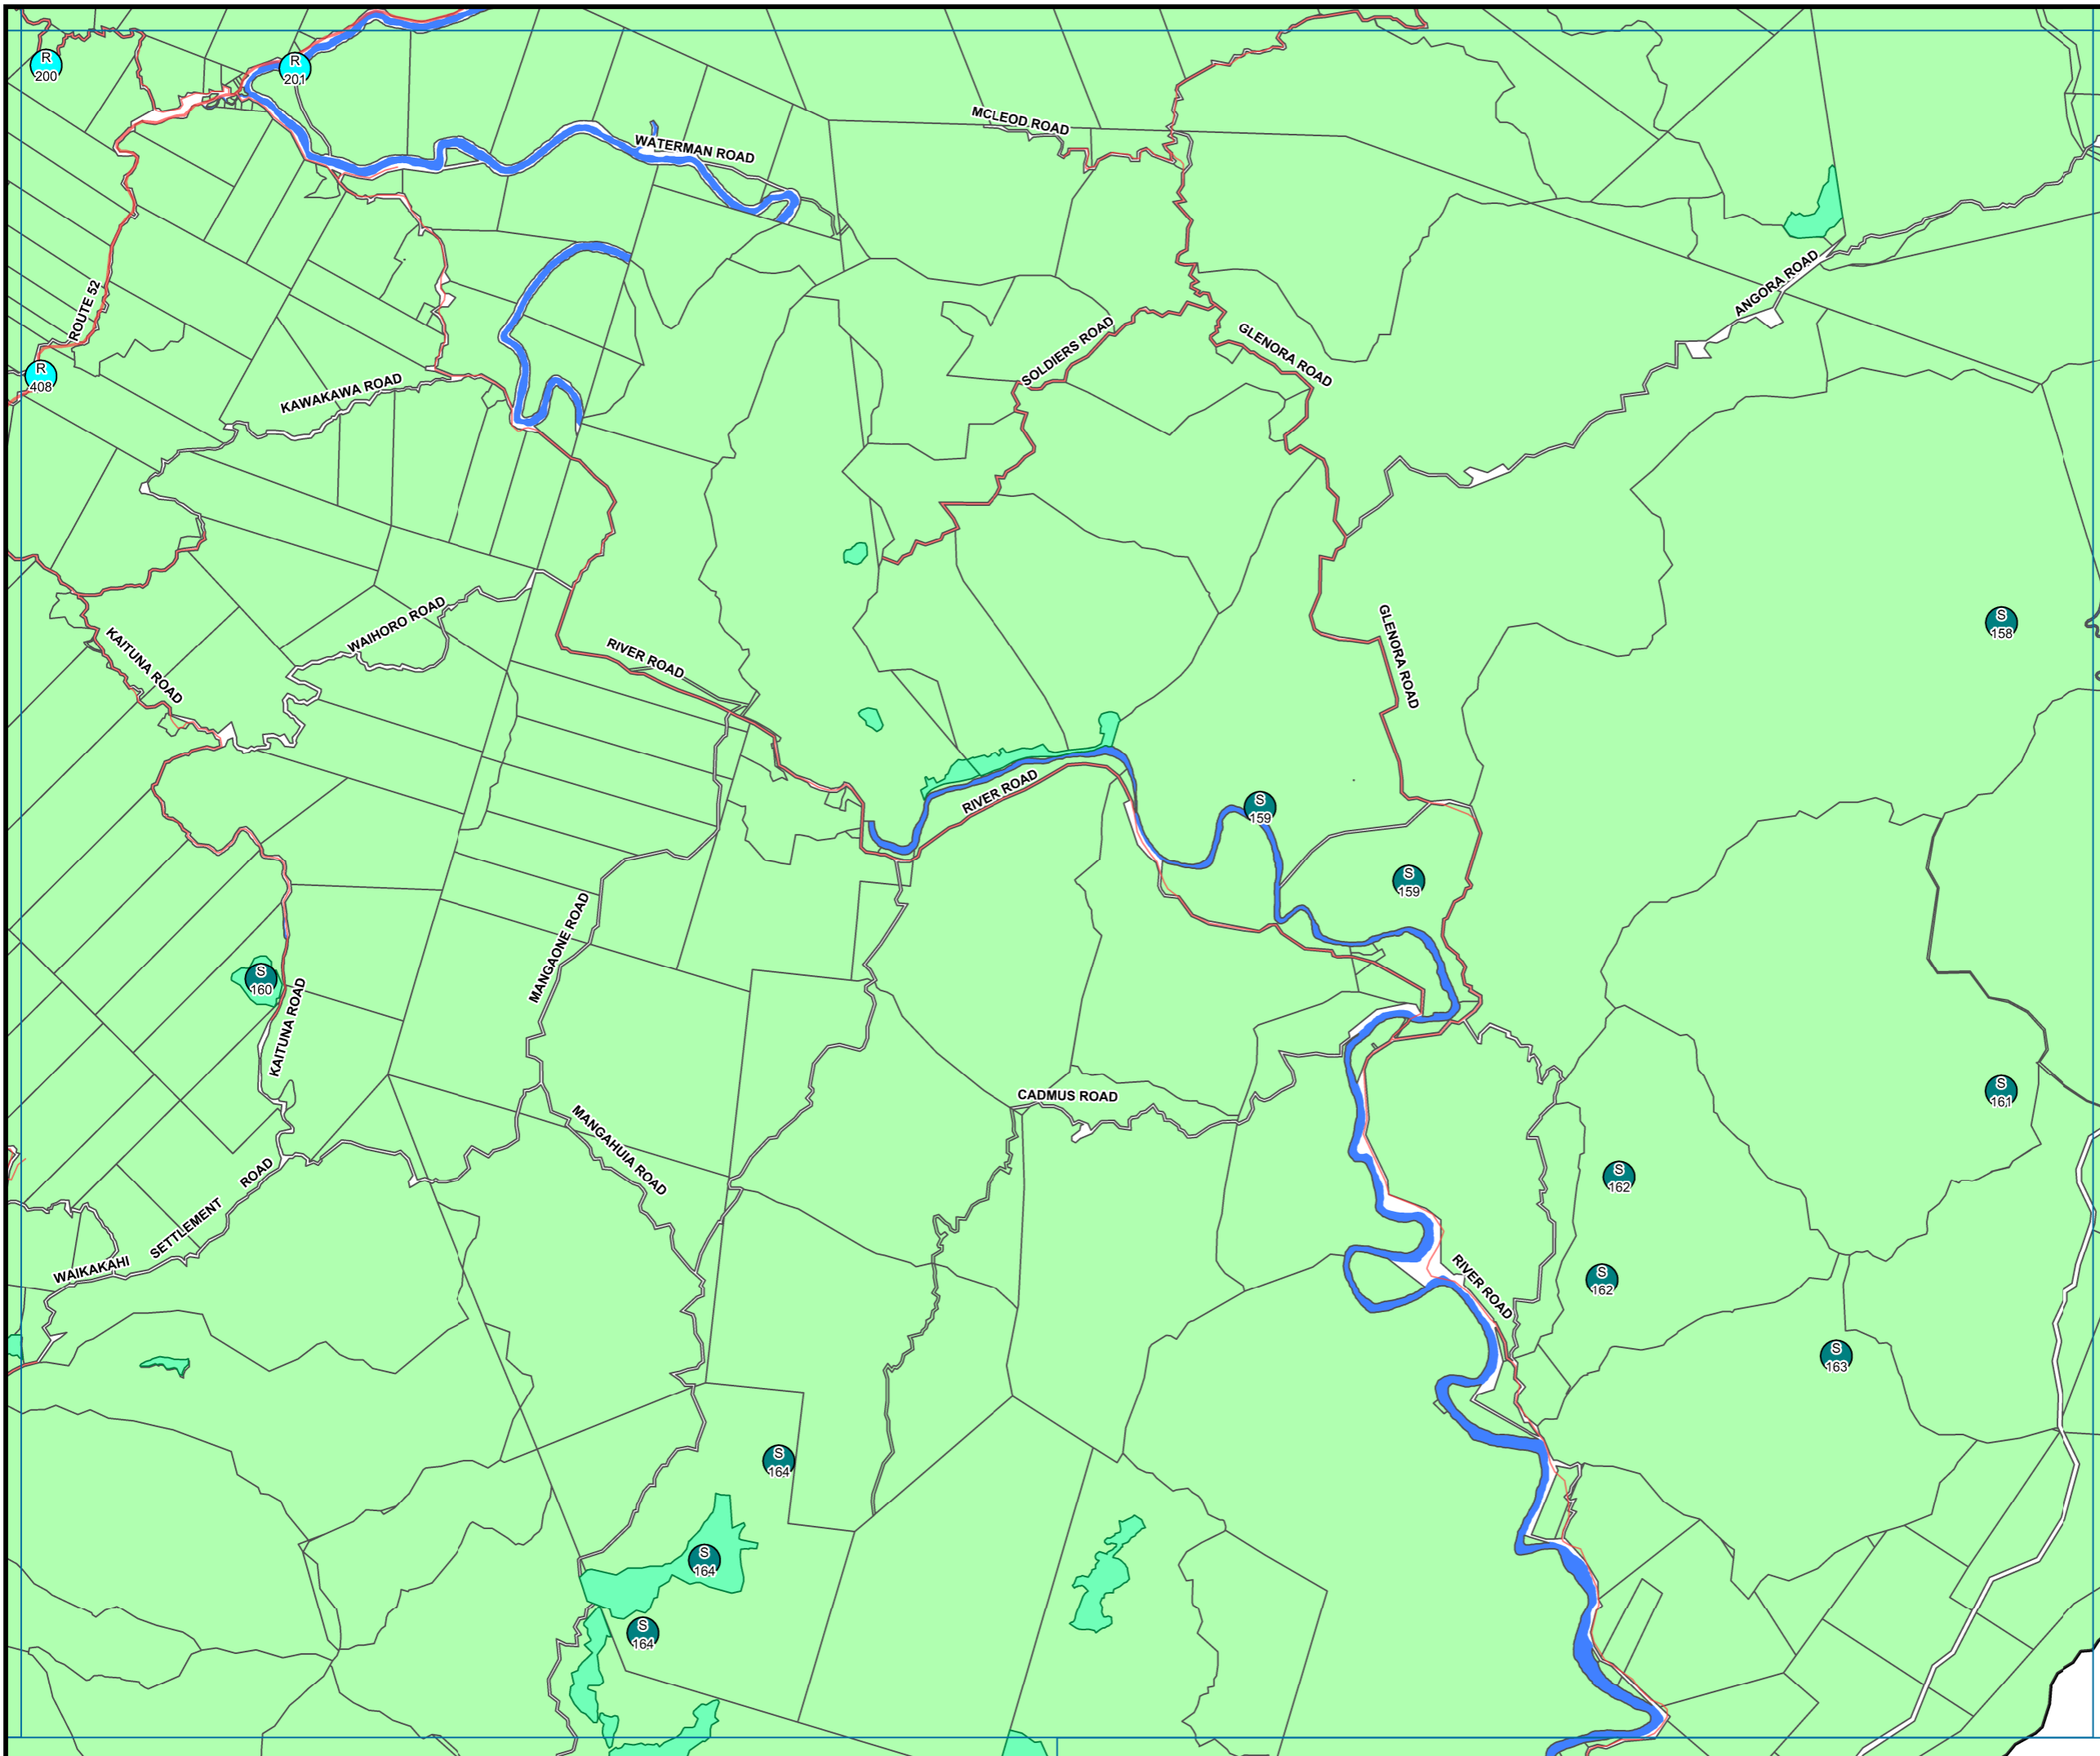 R
200
R
201
MCLEOD ROAD
WATERMAN ROAD
ANGORA ROAD
ROUTE 52
SOLDIERS ROAD
GLENORA ROAD
R
408
KAWAKAWA ROAD
KAITUNA ROAD
WAIHORO ROAD
RIVER ROAD
GLENORA ROAD
S
158
RIVER ROAD
S
159
S
159
MANGAONE ROAD
S
160
KAITUNA ROAD
CADMUS ROAD
S
161
MANGAHUIA ROAD
S
162
WAIKAKAHI SETTLEMENT ROAD
S
162
RIVER ROAD
S
163
S
164
S
164
S
164